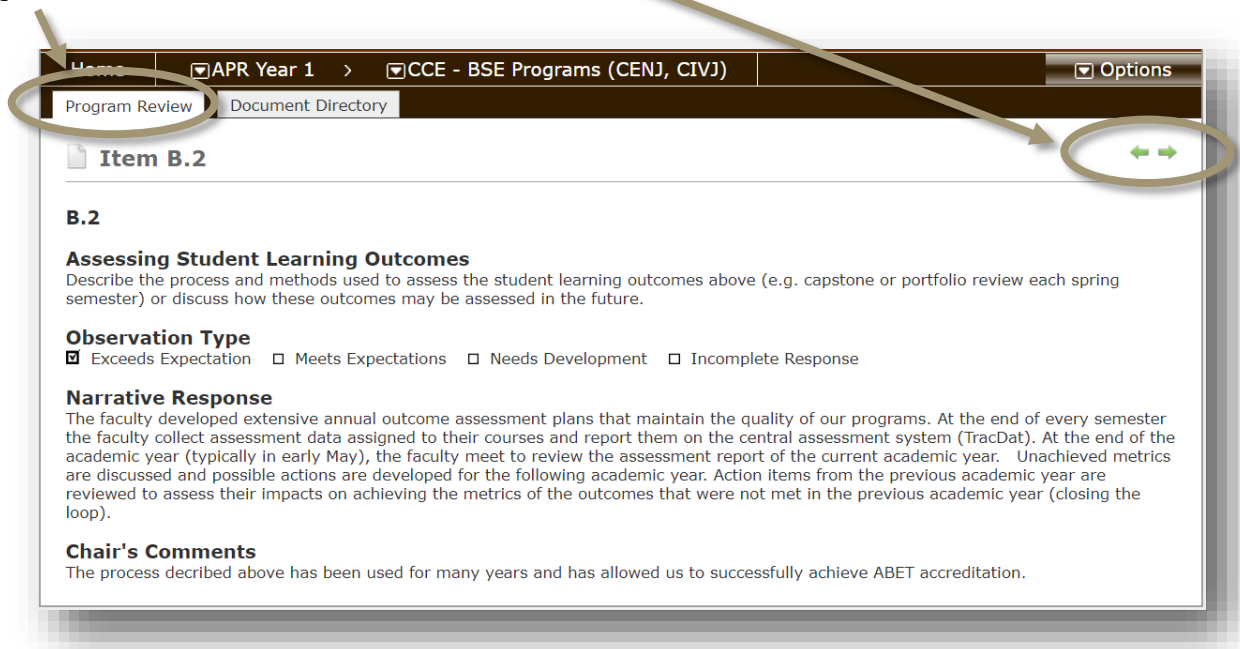 Home APR Year 1 > CCE - BSE Programs (CENJ, CIVJ) Options
Program Review Document Directory
Item B.2
B.2
Assessing Student Learning Outcomes
Describe the process and methods used to assess the student learning outcomes above (e.g. capstone or portfolio review each spring
semester) or discuss how these outcomes may be assessed in the future.
Observation Type
Exceeds Expectation Meets Expectations Needs Development Incomplete Response
Narrative Response
The faculty developed extensive annual outcome assessment plans that maintain the quality of our programs. At the end of every semester
the faculty collect assessment data assigned to their courses and report them on the central assessment system (TracDat). At the end of the
academic year (typically in early May), the faculty meet to review the assessment report of the current academic year. Unachieved metrics
are discussed and possible actions are developed for the following academic year. Action items from the previous academic year are
reviewed to assess their impacts on achieving the metrics of the outcomes that were not met in the previous academic year (closing the
loop).
Chair's Comments
The process decribed above has been used for many years and has allowed us to successfully achieve ABET accreditation.